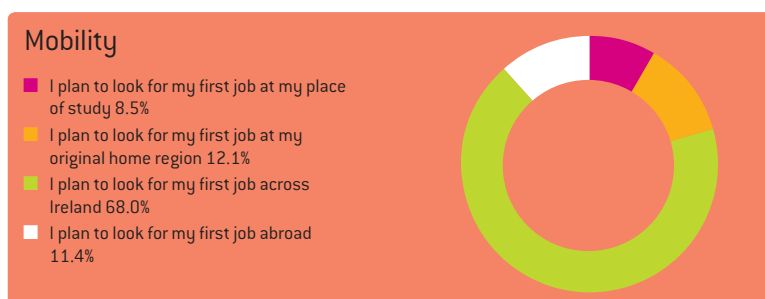 Mobility
I plan to look for my first job at my place
of study 8.5%
I plan to look for my first job at my
original home region 12.1%
I plan to look for my first job across
Ireland 68.0%
I plan to look for my first job abroad
11.4%